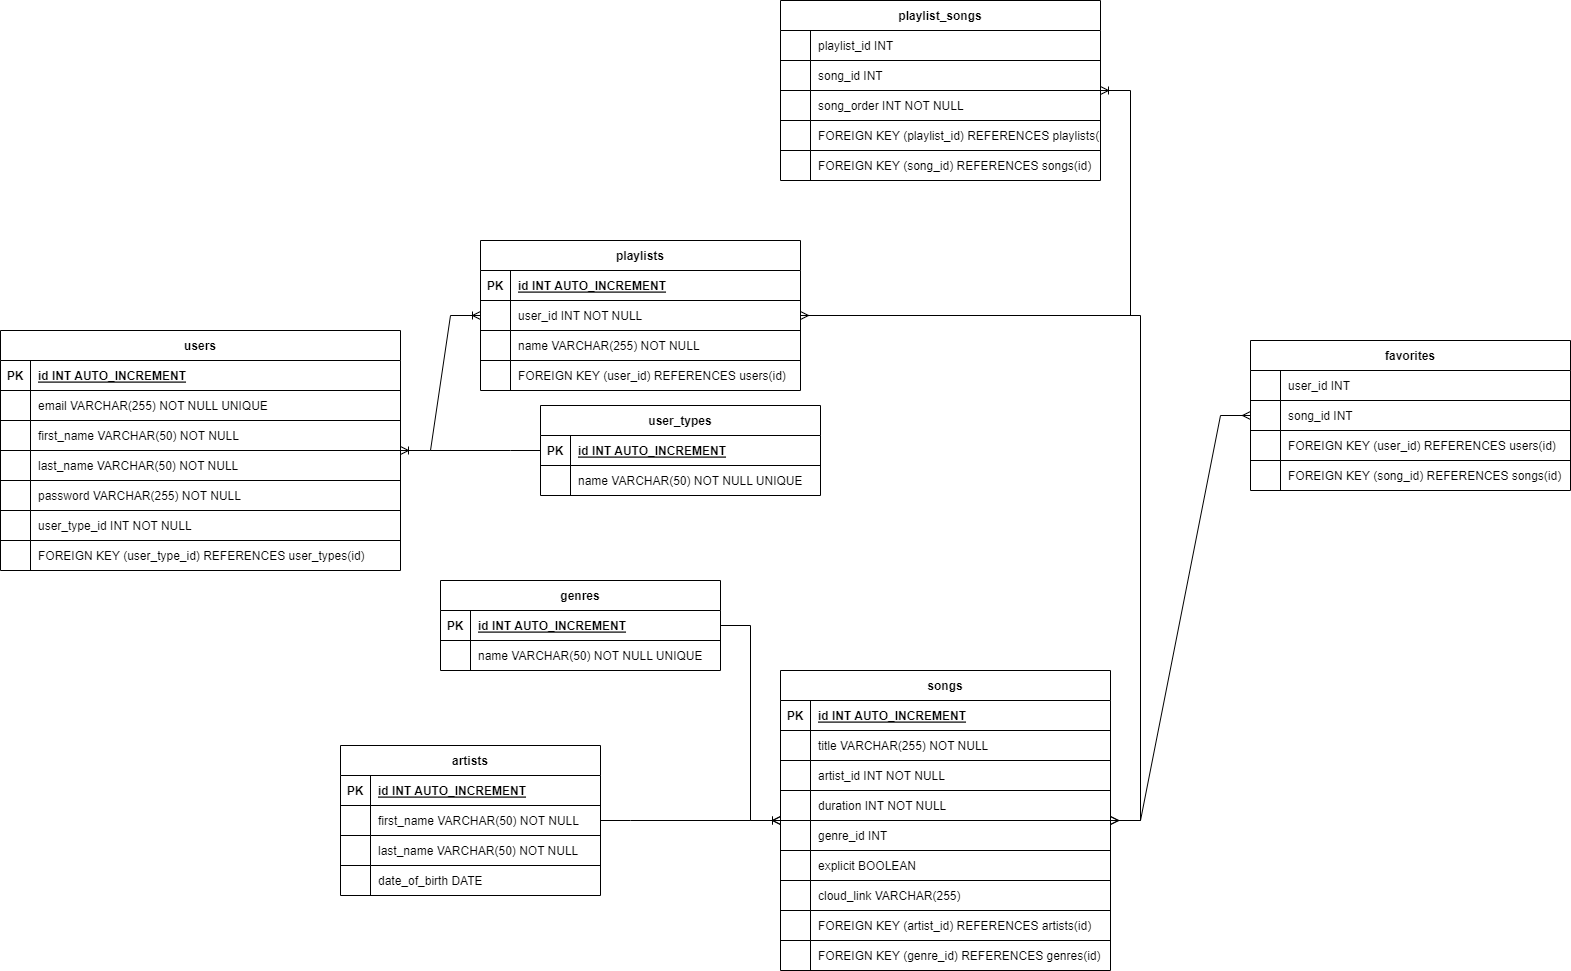 playlist_songs
playlist_id INT
song_id INT
song_order INT NOT NULL
FOREIGN KEY (playlist_id) REFERENCES playlists(
FOREIGN KEY (song_id) REFERENCES songs(id)
playlists
PK id INT AUTO_INCREMENT
user_id INT NOT NULL
name VARCHAR(255) NOT NULL
FOREIGN KEY (user_id) REFERENCES users(id)
users
PK id INT AUTO_INCREMENT
email VARCHAR(255) NOT NULL UNIQUE
first_name VARCHAR(50) NOT NULL
last_name VARCHAR(50) NOT NULL
password VARCHAR(255) NOT NULL
user_type_id INT NOT NULL
FOREIGN KEY (user_type_id) REFERENCES user_types(id)
user_types
PK id INT AUTO_INCREMENT
name VARCHAR(50) NOT NULL UNIQUE
favorites
user_id INT
song_id INT
FOREIGN KEY (user_id) REFERENCES users(id)
FOREIGN KEY (song_id) REFERENCES songs(id)
genres
PK id INT AUTO_INCREMENT
name VARCHAR(50) NOT NULL UNIQUE
artists
PK id INT AUTO_INCREMENT
first_name VARCHAR(50) NOT NULL
last_name VARCHAR(50) NOT NULL
date_of_birth DATE
songs
PK id INT AUTO_INCREMENT
title VARCHAR(255) NOT NULL
artist_id INT NOT NULL
duration INT NOT NULL
genre_id INT
explicit BOOLEAN
cloud_link VARCHAR(255)
FOREIGN KEY (artist_id) REFERENCES artists(id)
FOREIGN KEY (genre_id) REFERENCES genres(id)